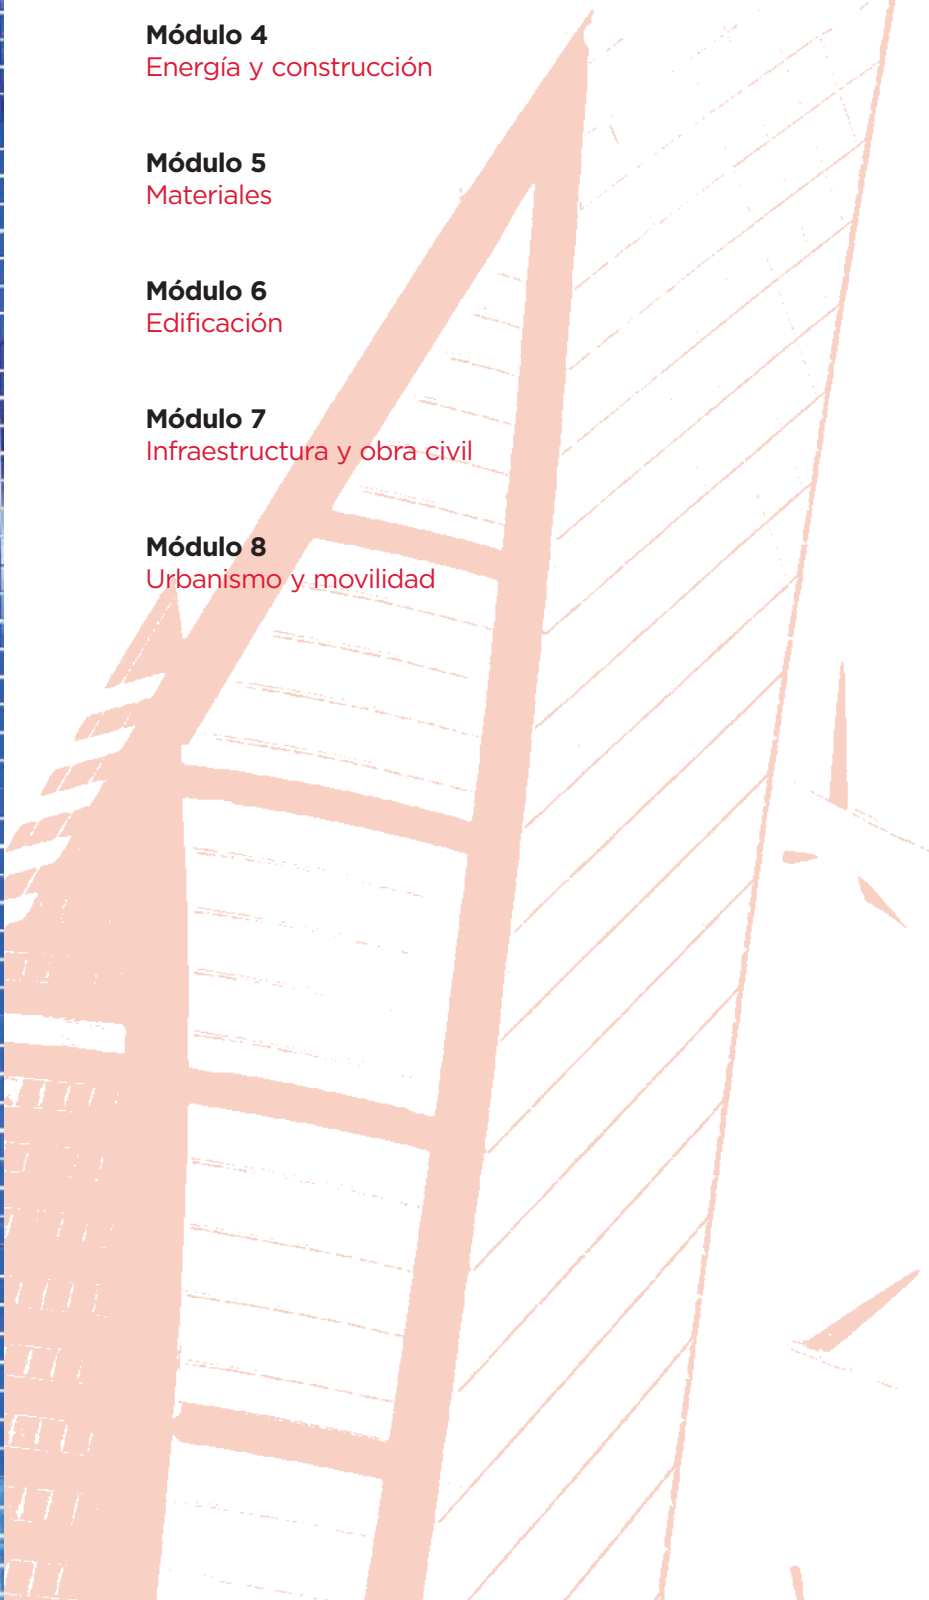 Módulo 4
Energía y construcción
Módulo 5
Materiales
Módulo 6
Edificación
Módulo 7
Infraestructura y obra civil
Módulo 8
Urbanismo y movilidad